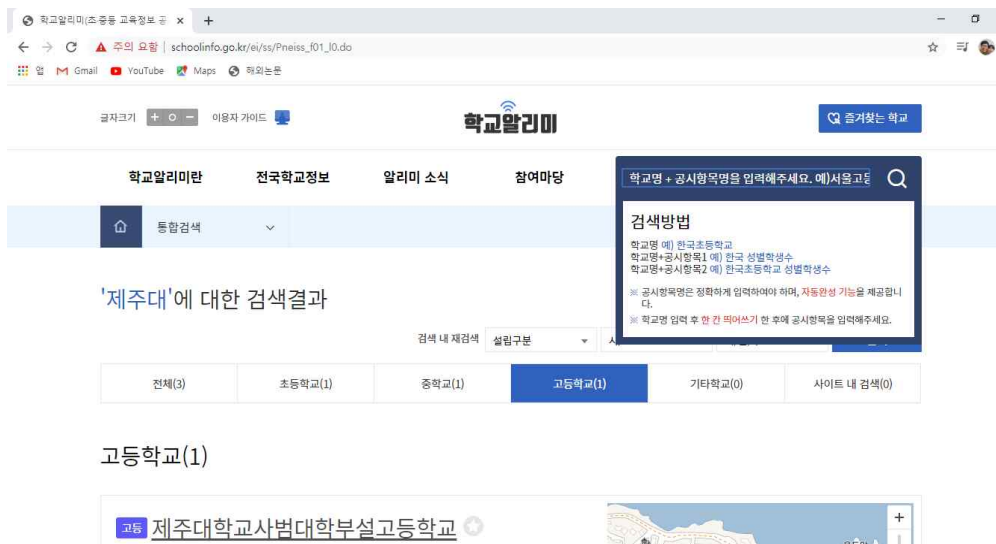 학교알리미(초·중등 교육정보 공
주의 요함 | schoolinfo.go.kr/ei/ss/Pneiss_f01_l0.do
앱 Gmail YouTube Maps 해외논문
글자크기 + O - 이용자 가이드
학교알리미
즐겨찾는 학교
학교알리미란 전국학교정보 알리미 소식 참여마당
학교명 + 공시항목명을 입력해주세요. 예)서울고등
통합검색
검색방법
학교명 예) 한국초등학교
학교명+공시항목1 예) 한국 성별학생수
학교명+공시항목2 예) 한국초등학교 성별학생수
※ 공시항목명은 정확하게 입력하여야 하며, 자동완성 기능을 제공합니
다.
※ 학교명 입력 후 한 칸 띄어쓰기 한 후에 공시항목을 입력해주세요.
'제주대'에 대한 검색결과
검색 내 재검색 설립구분
전체(3) 초등학교(1) 중학교(1) 고등학교(1) 기타학교(0) 사이트 내 검색(0)
고등학교(1)
고등 제주대학교사범대학부설고등학교